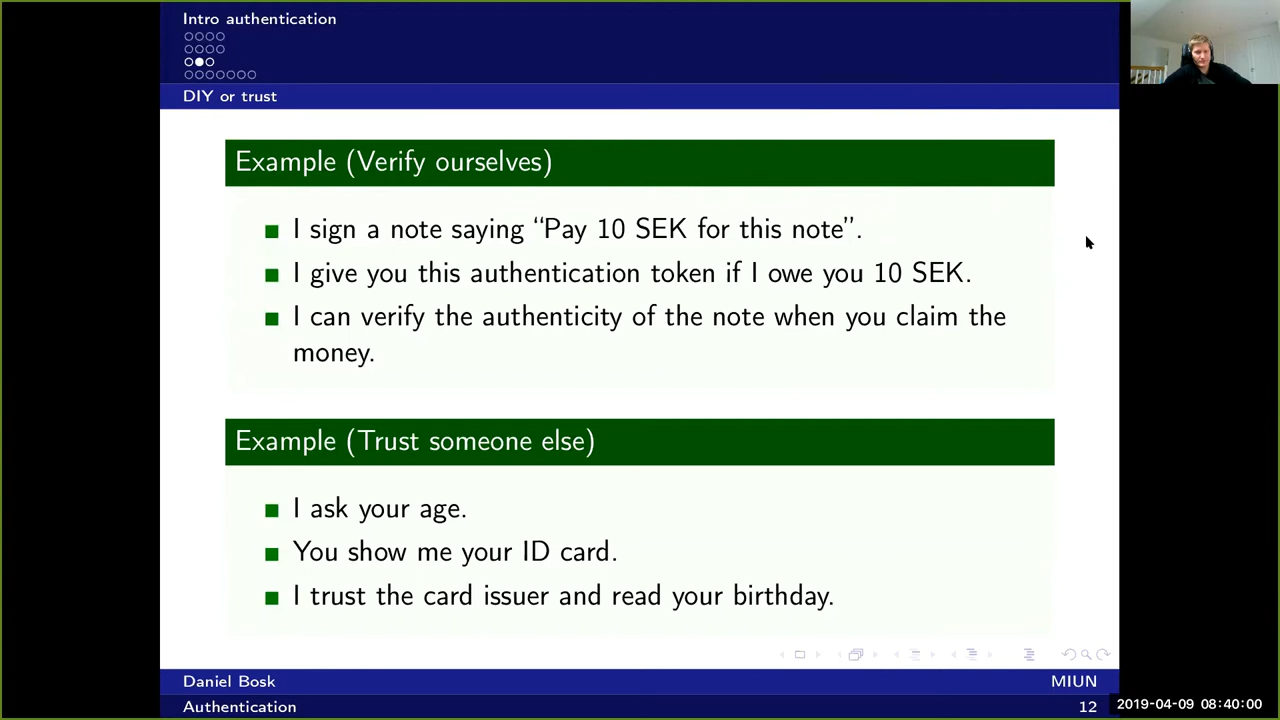 Intro authentication
DIY or trust
Example (Verify ourselves)
I sign a note saying “Pay 10 SEK for this note”.
I give you this authentication token if I owe you 10 SEK.
I can verify the authenticity of the note when you claim the
money.
Example (Trust someone else)
I ask your age.
You show me your ID card.
I trust the card issuer and read your birthday.
Daniel Bosk
MIUN
Authentication
12
2019-04-09 08:40:00